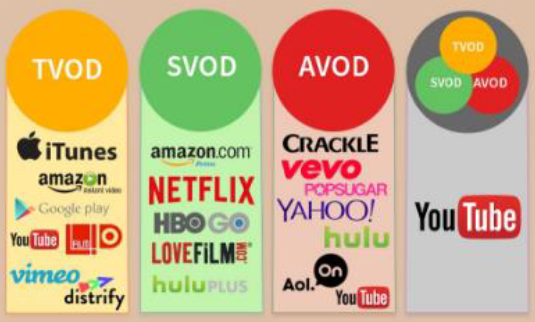 TVOD
iTunes
amazon
instant video
Google play
YouTube
FILM
vimeo
distrify
SVOD
amazon.com
Prime
NETFLIX
HBO GO
LOVEFiLM.COM
huluPLUS
AVOD
CRACKLE
vevo
POPSUGAR
YAHOO!
hulu
Aol. On
YouTube
TVOD
SVOD AVOD
YouTube